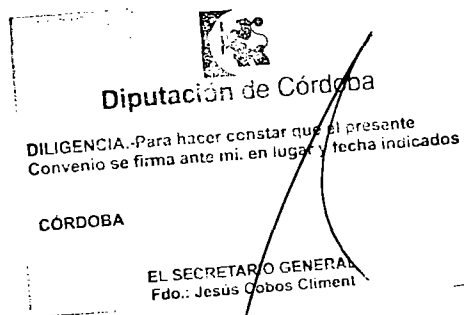 Diputación de Córdoba
DILIGENCIA.-Para hacer constar que el presente
Convenio se firma ante mi. en lugar y fecha indicados
CÓRDOBA
EL SECRETARIO GENERAL
Fdo.: Jesús Cobos Climent